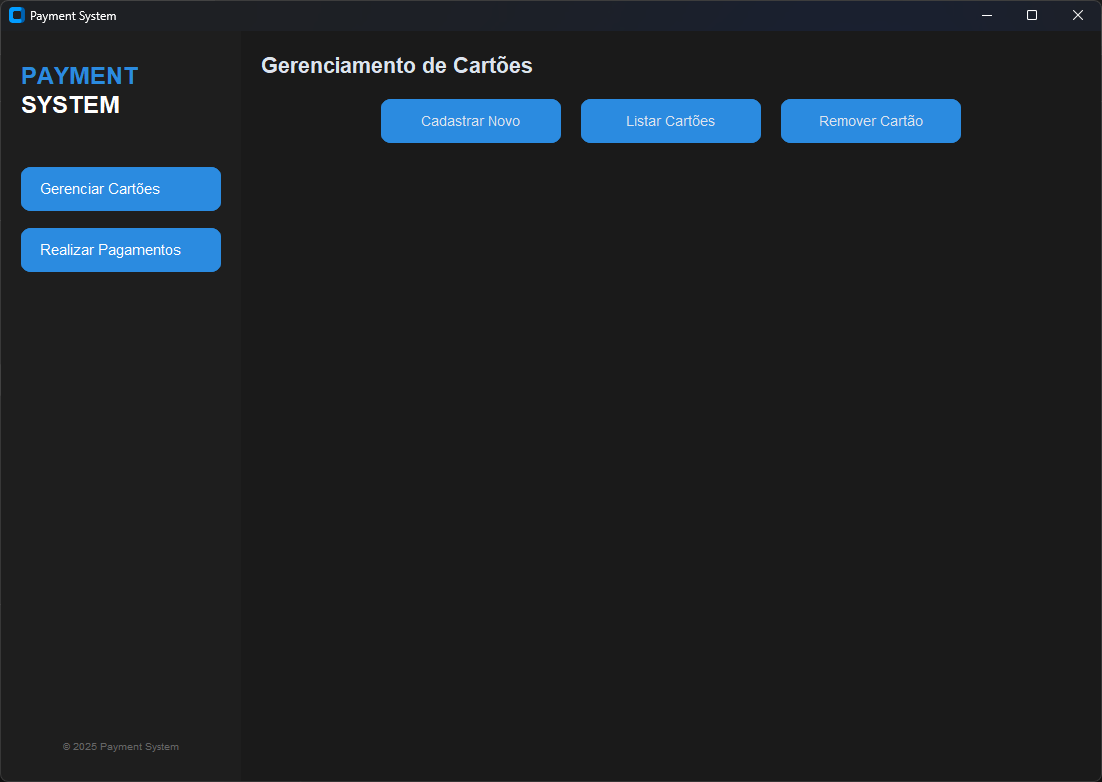 Payment System
PAYMENT
SYSTEM
Gerenciar Cartões
Realizar Pagamentos
© 2025 Payment System
Gerenciamento de Cartões
Cadastrar Novo
Listar Cartões
Remover Cartão